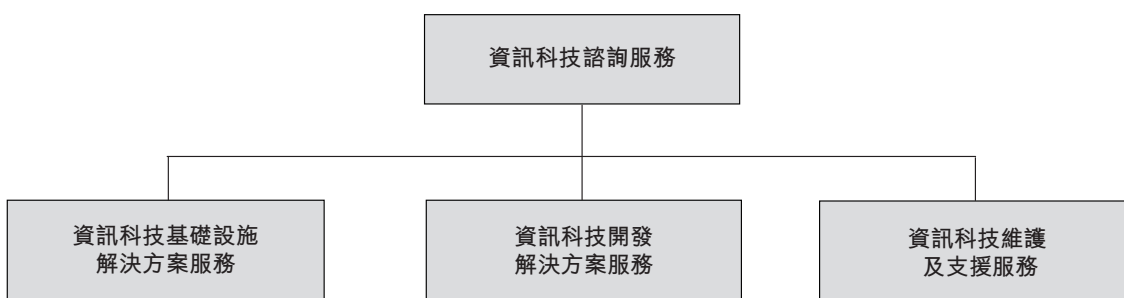 資訊科技諮詢服務
資訊科技基礎設施
解決方案服務
資訊科技開發
解決方案服務
資訊科技維護
及支援服務